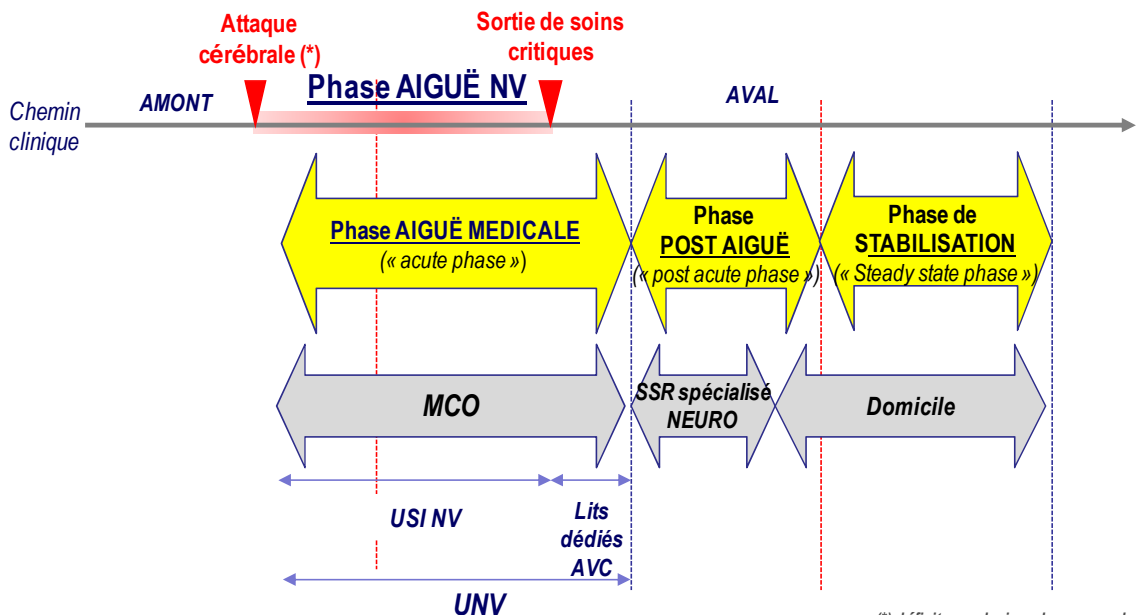 Attaque
cérébrale (*)
Sortie de soins
critiques
Phase AIGUË NV
AMONT
AVAL
Chemin
clinique
Phase AIGUË MEDICALE
(« acute phase »)
Phase
POST AIGUË
(« post acute phase »)
Phase de
STABILISATION
(« Steady state phase »)
MCO
SSR spécialisé
NEURO
Domicile
USI NV
Lits
dédiés
AVC
UNV